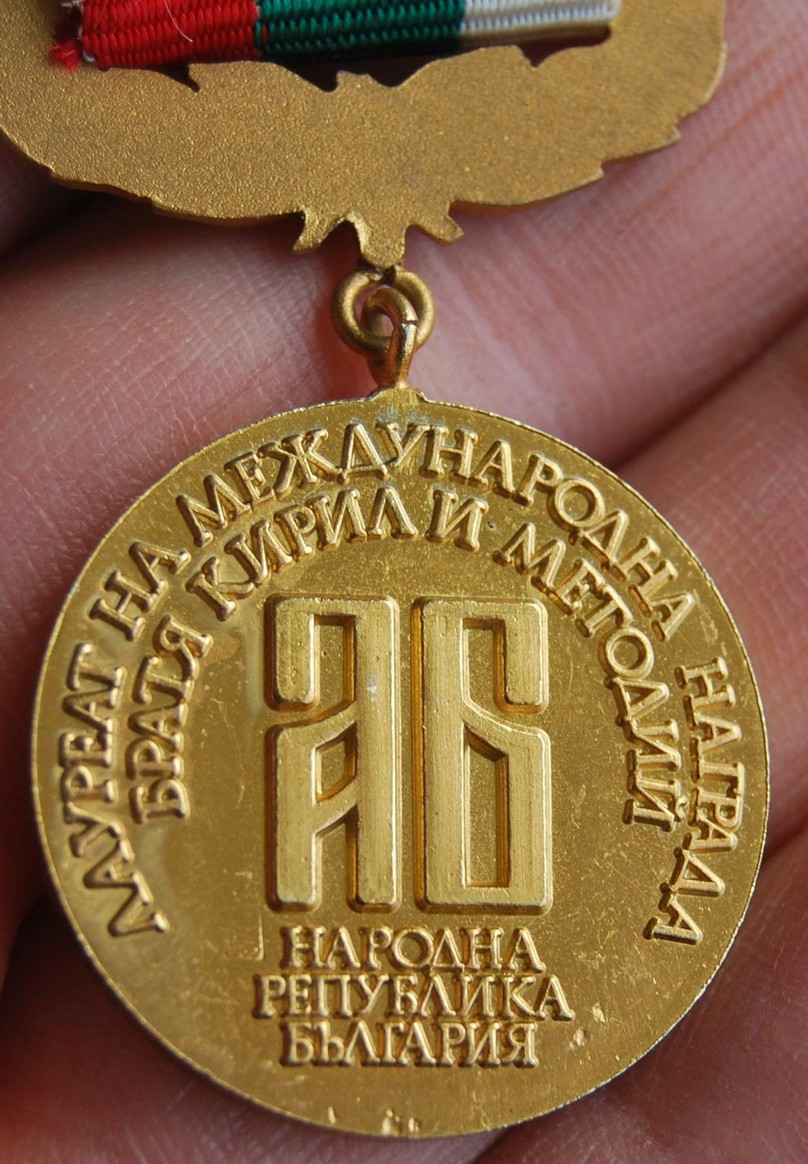 ЛАУРЕАТ НА МЕЖДУНАРОДНА НАГРАДА
БРАТЯ КИРИЛ И МЕТОДИЙ
АБ
НАРОДНА
РЕПУБЛИКА
БЪЛГАРИЯ